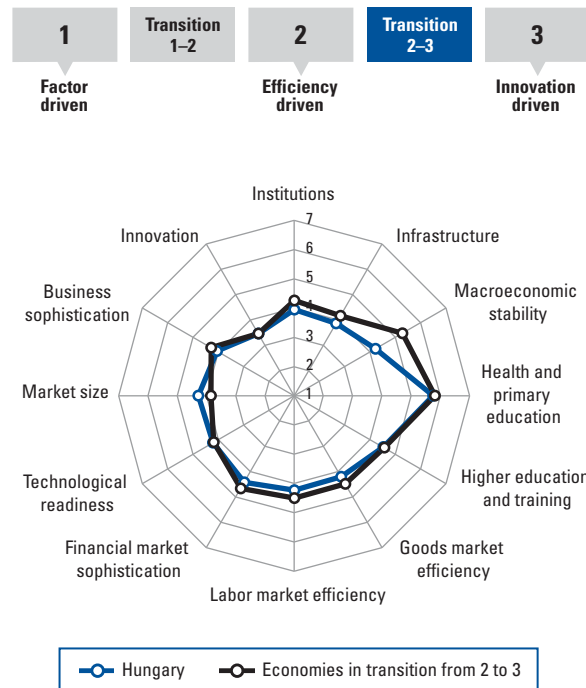 1
Transition
1–2
2
Transition
2–3
3
Factor
driven
Efficiency
driven
Innovation
driven
Institutions
7
6
5
4
3
2
1
Infrastructure
Macroeconomic
stability
Health and
primary
education
Higher education
and training
Goods market
efficiency
Labor market efficiency
Financial market
sophistication
Technological
readiness
Market size
Business
sophistication
Innovation
Hungary
Economies in transition from 2 to 3